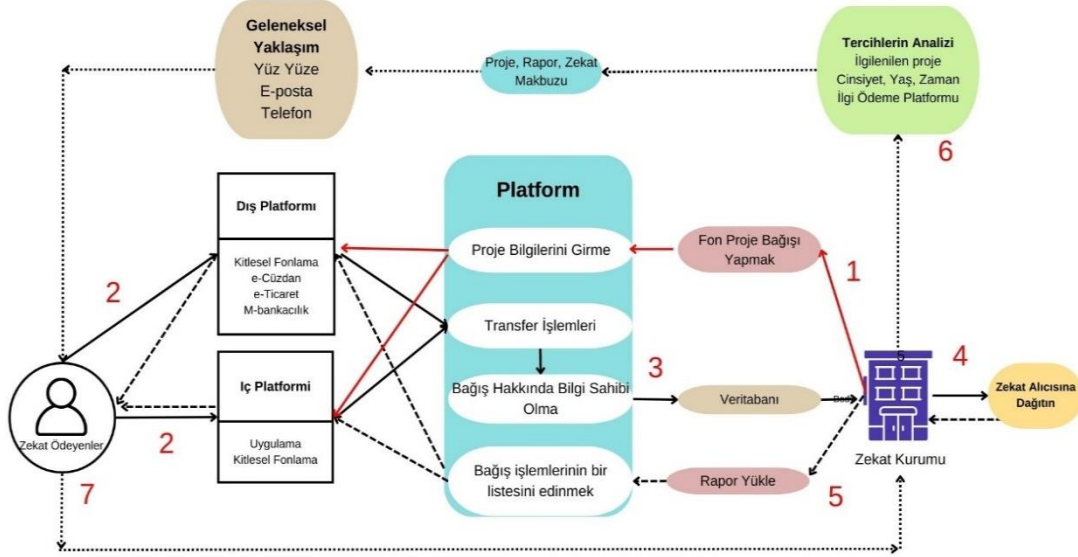 Geleneksel
Yaklaşım
Yüz Yüze
E-posta
Telefon
Proje, Rapor, Zekat
Makbuzu
Tercihlerin Analizi
İlgilenilen proje
Cinsiyet, Yaş, Zaman
İlgi Ödeme Platformu
6
Dış Platformı
Kitlesel Fonlama
e-Cüzdan
e-Ticaret
M-bankacılık
2
Platform
Proje Bilgilerini Girme
Fon Proje Bağışı
Yapmak
1
Transfer İşlemleri
Bağış Hakkında Bilgi Sahibi
Olma
3
Veritabanı
5
4
Zekat Alıcısına
Dağıtın
Zekat Kurumu
İç Platformi
Uygulama
Kitlesel Fonlama
2
Zekat Ödeyenler
7
Bağış işlemlerinin bir
listesini edinmek
Rapor Yükle
5